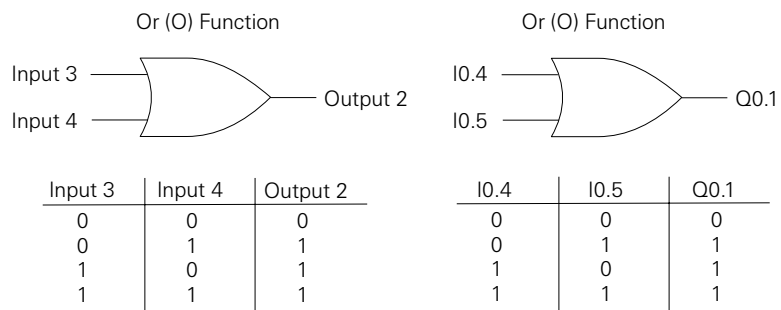 Or (O) Function
Input 3
Input 4
Output 2
Input 3 Input 4 Output 2
0 0 0
0 1 1
1 0 1
1 1 1
Or (O) Function
I0.4
I0.5
Q0.1
I0.4 I0.5 Q0.1
0 0 0
0 1 1
1 0 1
1 1 1